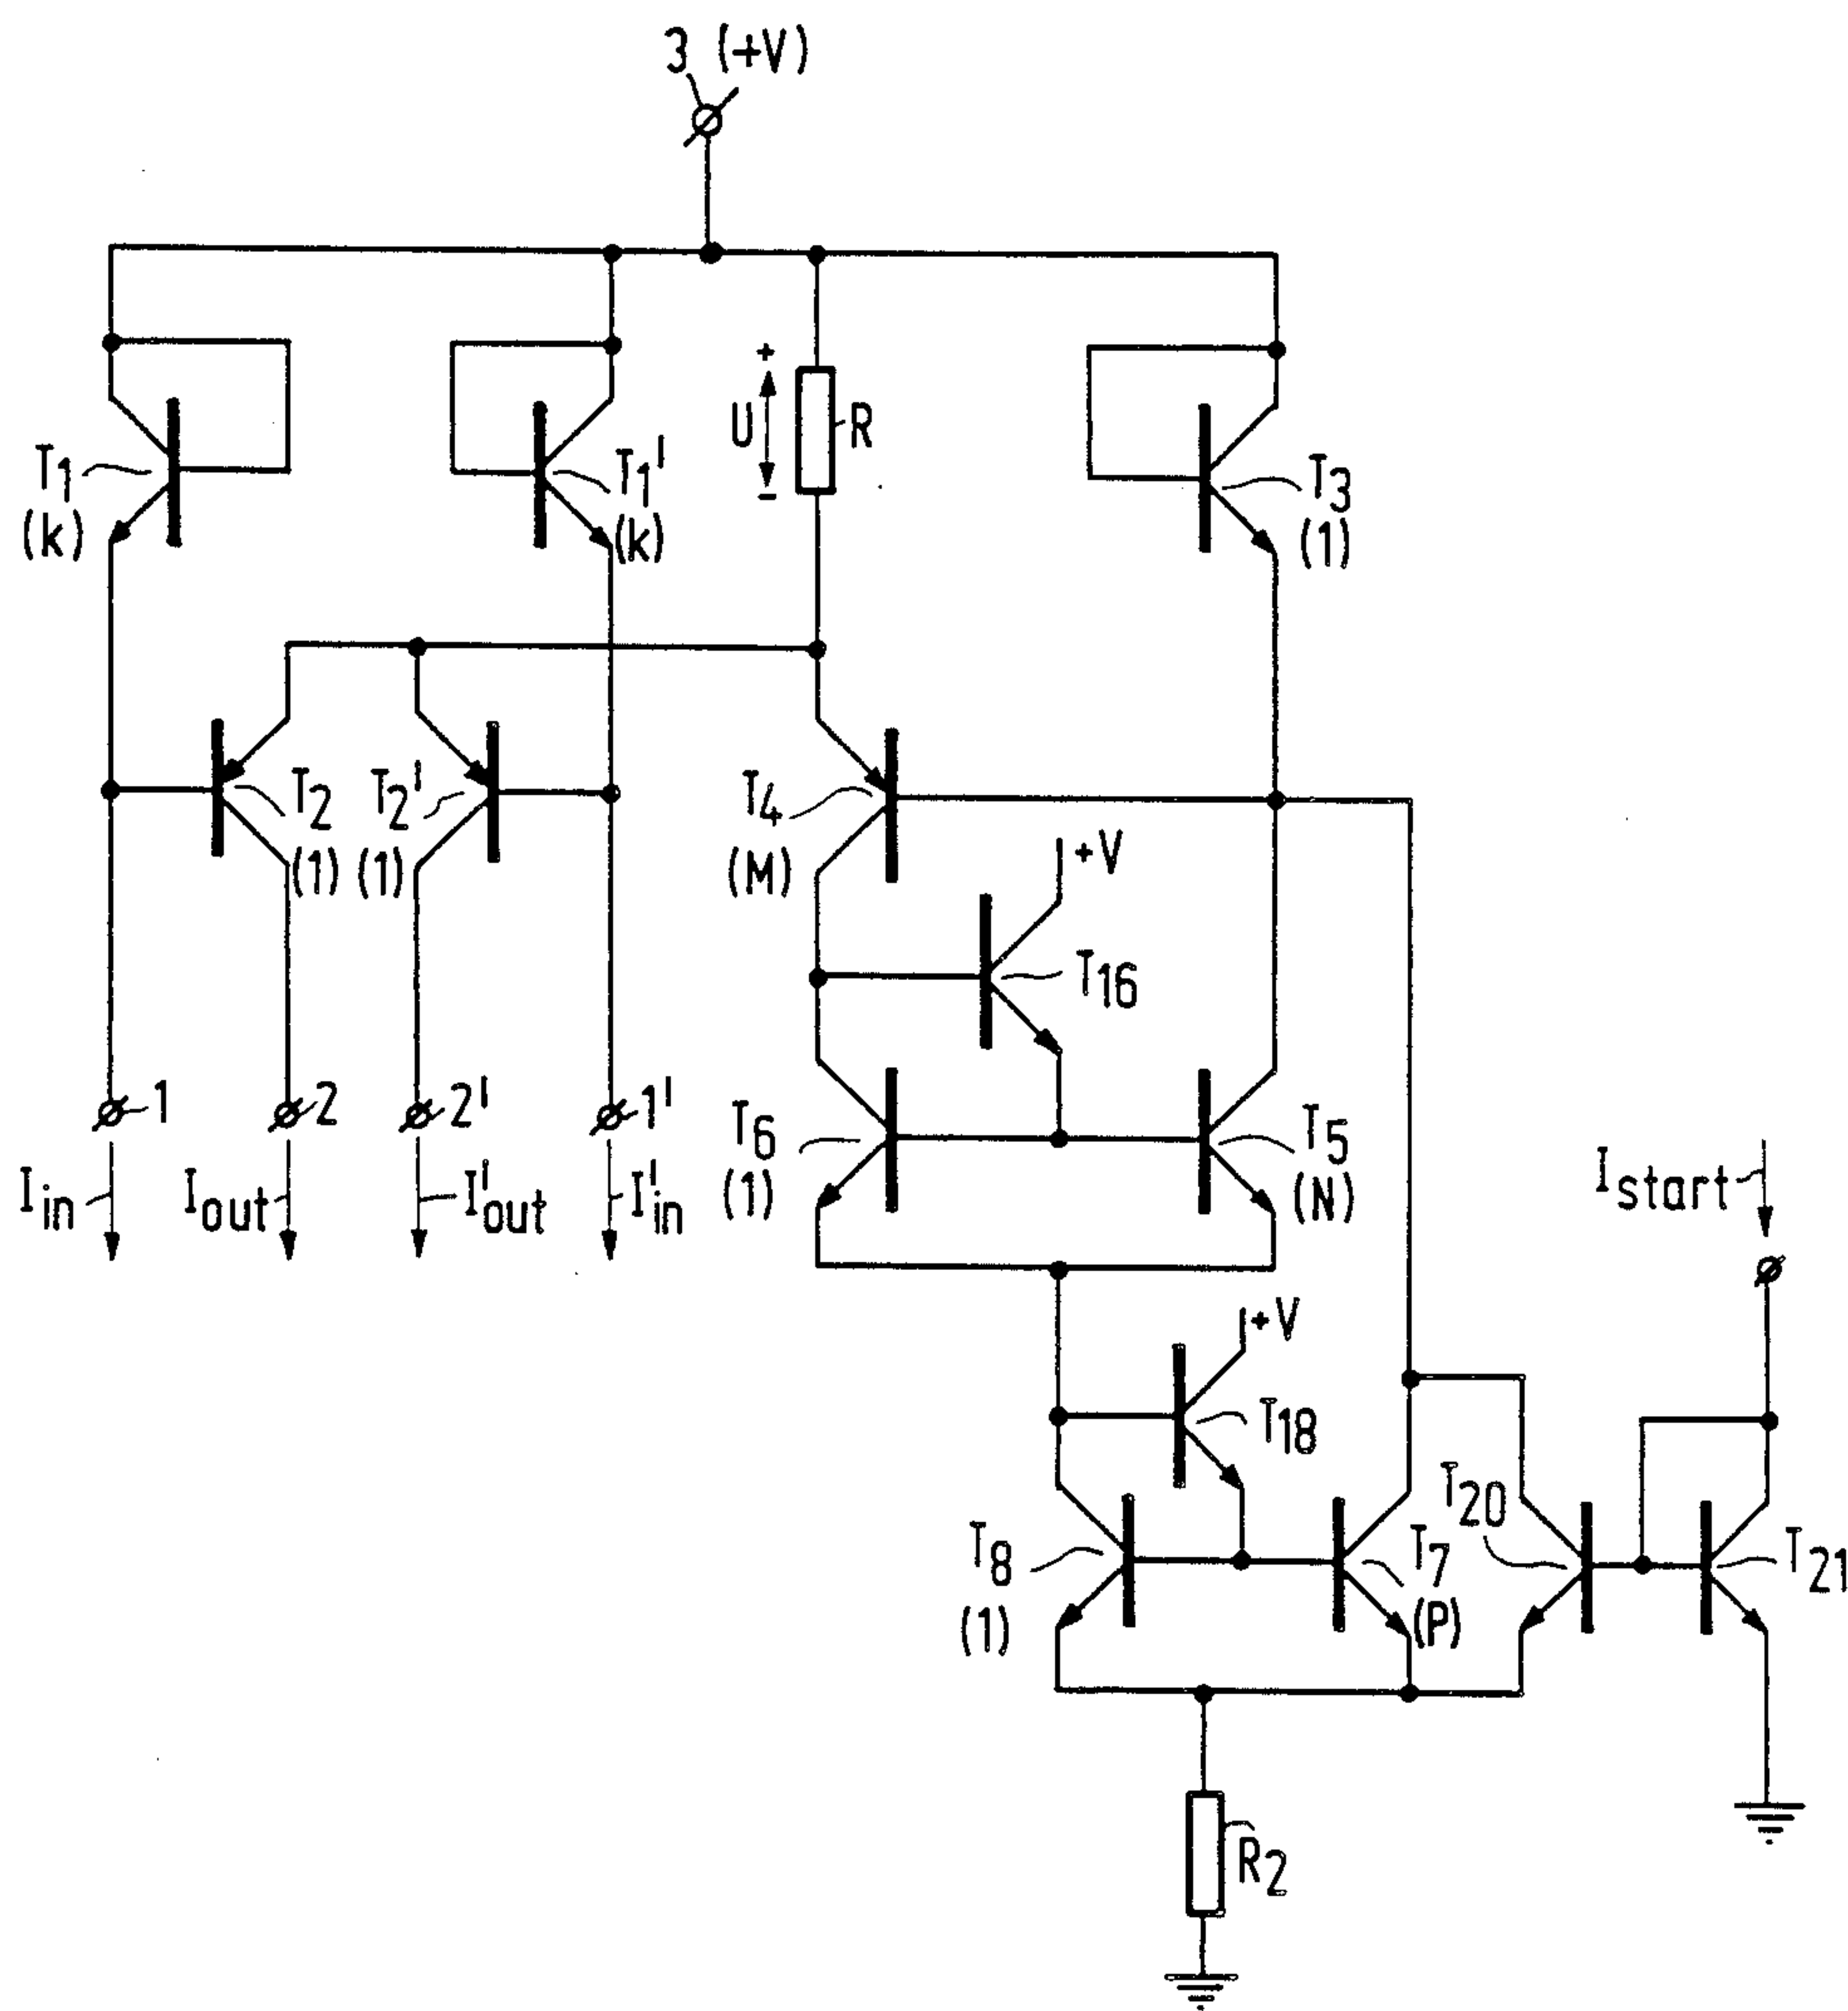 3 (+V)
T1
(k)
T1'
(k)
+
U
−
R
T3
(1)
T2
(1)
T2'
(1)
T4
(M)
+V
T16
1
2
2'
1'
T6
(1)
T5
(N)
Iin
Iout
I'out
I'in
Istart
+V
T18
T8
(1)
T7
(P)
T20
T21
R2